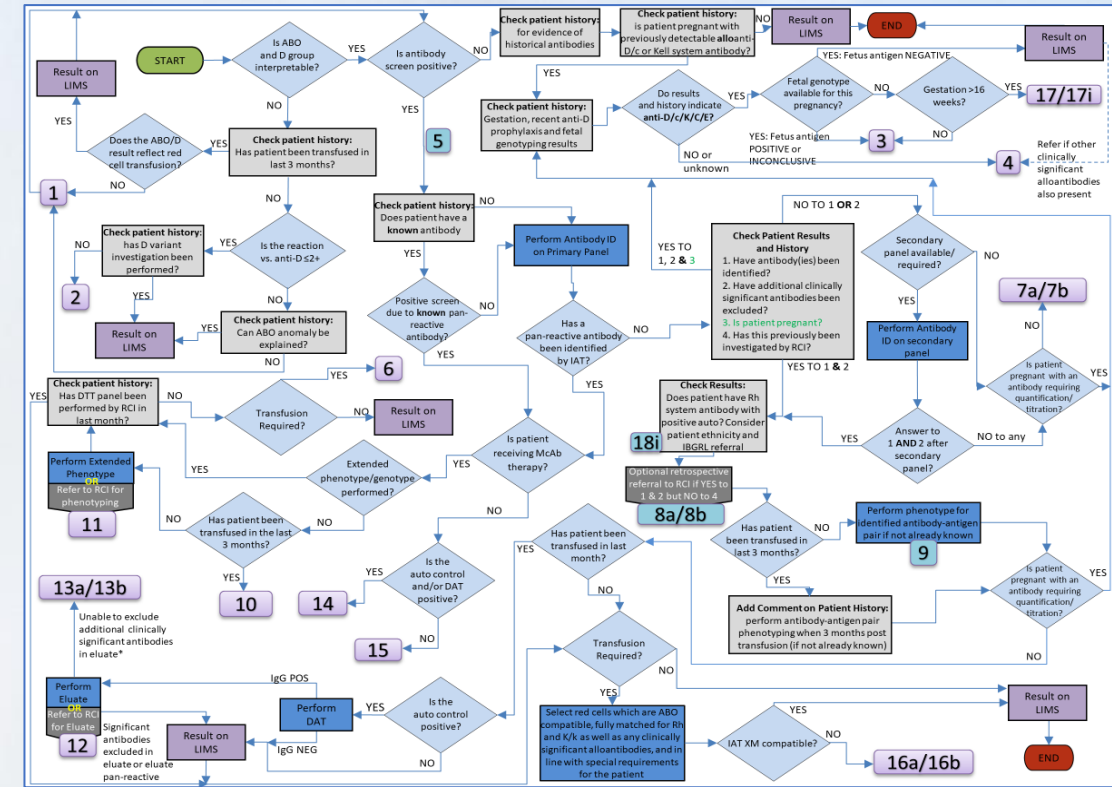 START
Is ABO
and D group
interpretable?
YES
NO
Is antibody
screen positive?
NO
YES
5
Result on
LIMS
YES
Does the ABO/D
result reflect red
cell transfusion?
NO
1
YES
Check patient history:
Has patient been transfused in
last 3 months?
NO
Is the reaction
vs. anti-D ≤2+
YES
NO
Check patient history:
has D variant
investigation been
performed?
NO
2
YES
Result on
LIMS
YES
Check patient history:
Can ABO anomaly be
explained?
NO
Check patient history:
for evidence of
historical antibodies
Check patient history:
is patient pregnant with
previously detectable alloanti-
D/c or Kell system antibody?
NO
YES
Result on
LIMS
END
Result on
LIMS
Check patient history:
Gestation, recent anti-D
prophylaxis and fetal
genotyping results
Do results
and history indicate
anti-D/c/K/C/E?
YES
NO or
unknown
YES: Fetus antigen NEGATIVE
Fetal genotype
available for this
pregnancy?
NO
YES: Fetus antigen
POSITIVE or
INCONCLUSIVE
3
Gestation >16
weeks?
YES
NO
17/17i
4
Refer if other
clinically
significant
alloantibodies
also present
Check patient history:
Does patient have a
known antibody
NO
YES
Perform Antibody ID
on Primary Panel
Positive screen
due to known pan-
reactive
antibody?
NO
YES
Has a
pan-reactive antibody
been identified
by IAT?
NO
YES
YES TO
1, 2 & 3
NO TO 1 OR 2
Check Patient Results
and History
1. Have antibody(ies) been
identified?
2. Have additional clinically
significant antibodies been
excluded?
3. Is patient pregnant?
4. Has this previously been
investigated by RCI?
YES TO 1 & 2
Secondary
panel available/
required?
NO
YES
Perform Antibody
ID on secondary
panel
Answer to
1 AND 2 after
secondary
panel?
YES
NO to any
7a/7b
NO
Is patient
pregnant with an
antibody requiring
quantification/
titration?
YES
Check Results:
Does patient have Rh
system antibody with
positive auto? Consider
patient ethnicity and
IBGRL referral
18i
Optional retrospective
referral to RCI if YES to
1 & 2 but NO to 4
8a/8b
Has patient
been transfused in
last 3 months?
NO
YES
Perform phenotype for
identified antibody-antigen
pair if not already known
9
Add Comment on Patient History:
perform antibody-antigen pair
phenotyping when 3 months post
transfusion (if not already known)
Is patient
pregnant with an
antibody requiring
quantification/
titration?
YES
NO
6
YES
Check patient history:
Has DTT panel been
performed by RCI in
last month?
YES
NO
Transfusion
Required?
NO
Result on
LIMS
Perform Extended
Phenotype
OR
Refer to RCI for
phenotyping
11
YES
Extended
phenotype/genotype
performed?
NO
YES
Is patient
receiving McAb
therapy?
NO
Has patient been
transfused in the last
3 months?
NO
YES
10
Is the
auto control
and/or DAT
positive?
YES
14
NO
15
Has patient been
transfused in last
month?
YES
NO
Transfusion
Required?
NO
YES
Select red cells which are ABO
compatible, fully matched for Rh
and K/k as well as any clinically
significant alloantibodies, and in
line with special requirements
for the patient
IAT XM compatible?
YES
NO
16a/16b
Result on
LIMS
END
13a/13b
Unable to exclude
additional clinically
significant antibodies
in eluate*
Perform Eluate
OR
Refer to RCI
for Eluate
12
Significant
antibodies
excluded in
eluate or eluate
pan-reactive
Result on
LIMS
IgG POS
Perform
DAT
IgG NEG
YES
Is the
auto control
positive?
NO